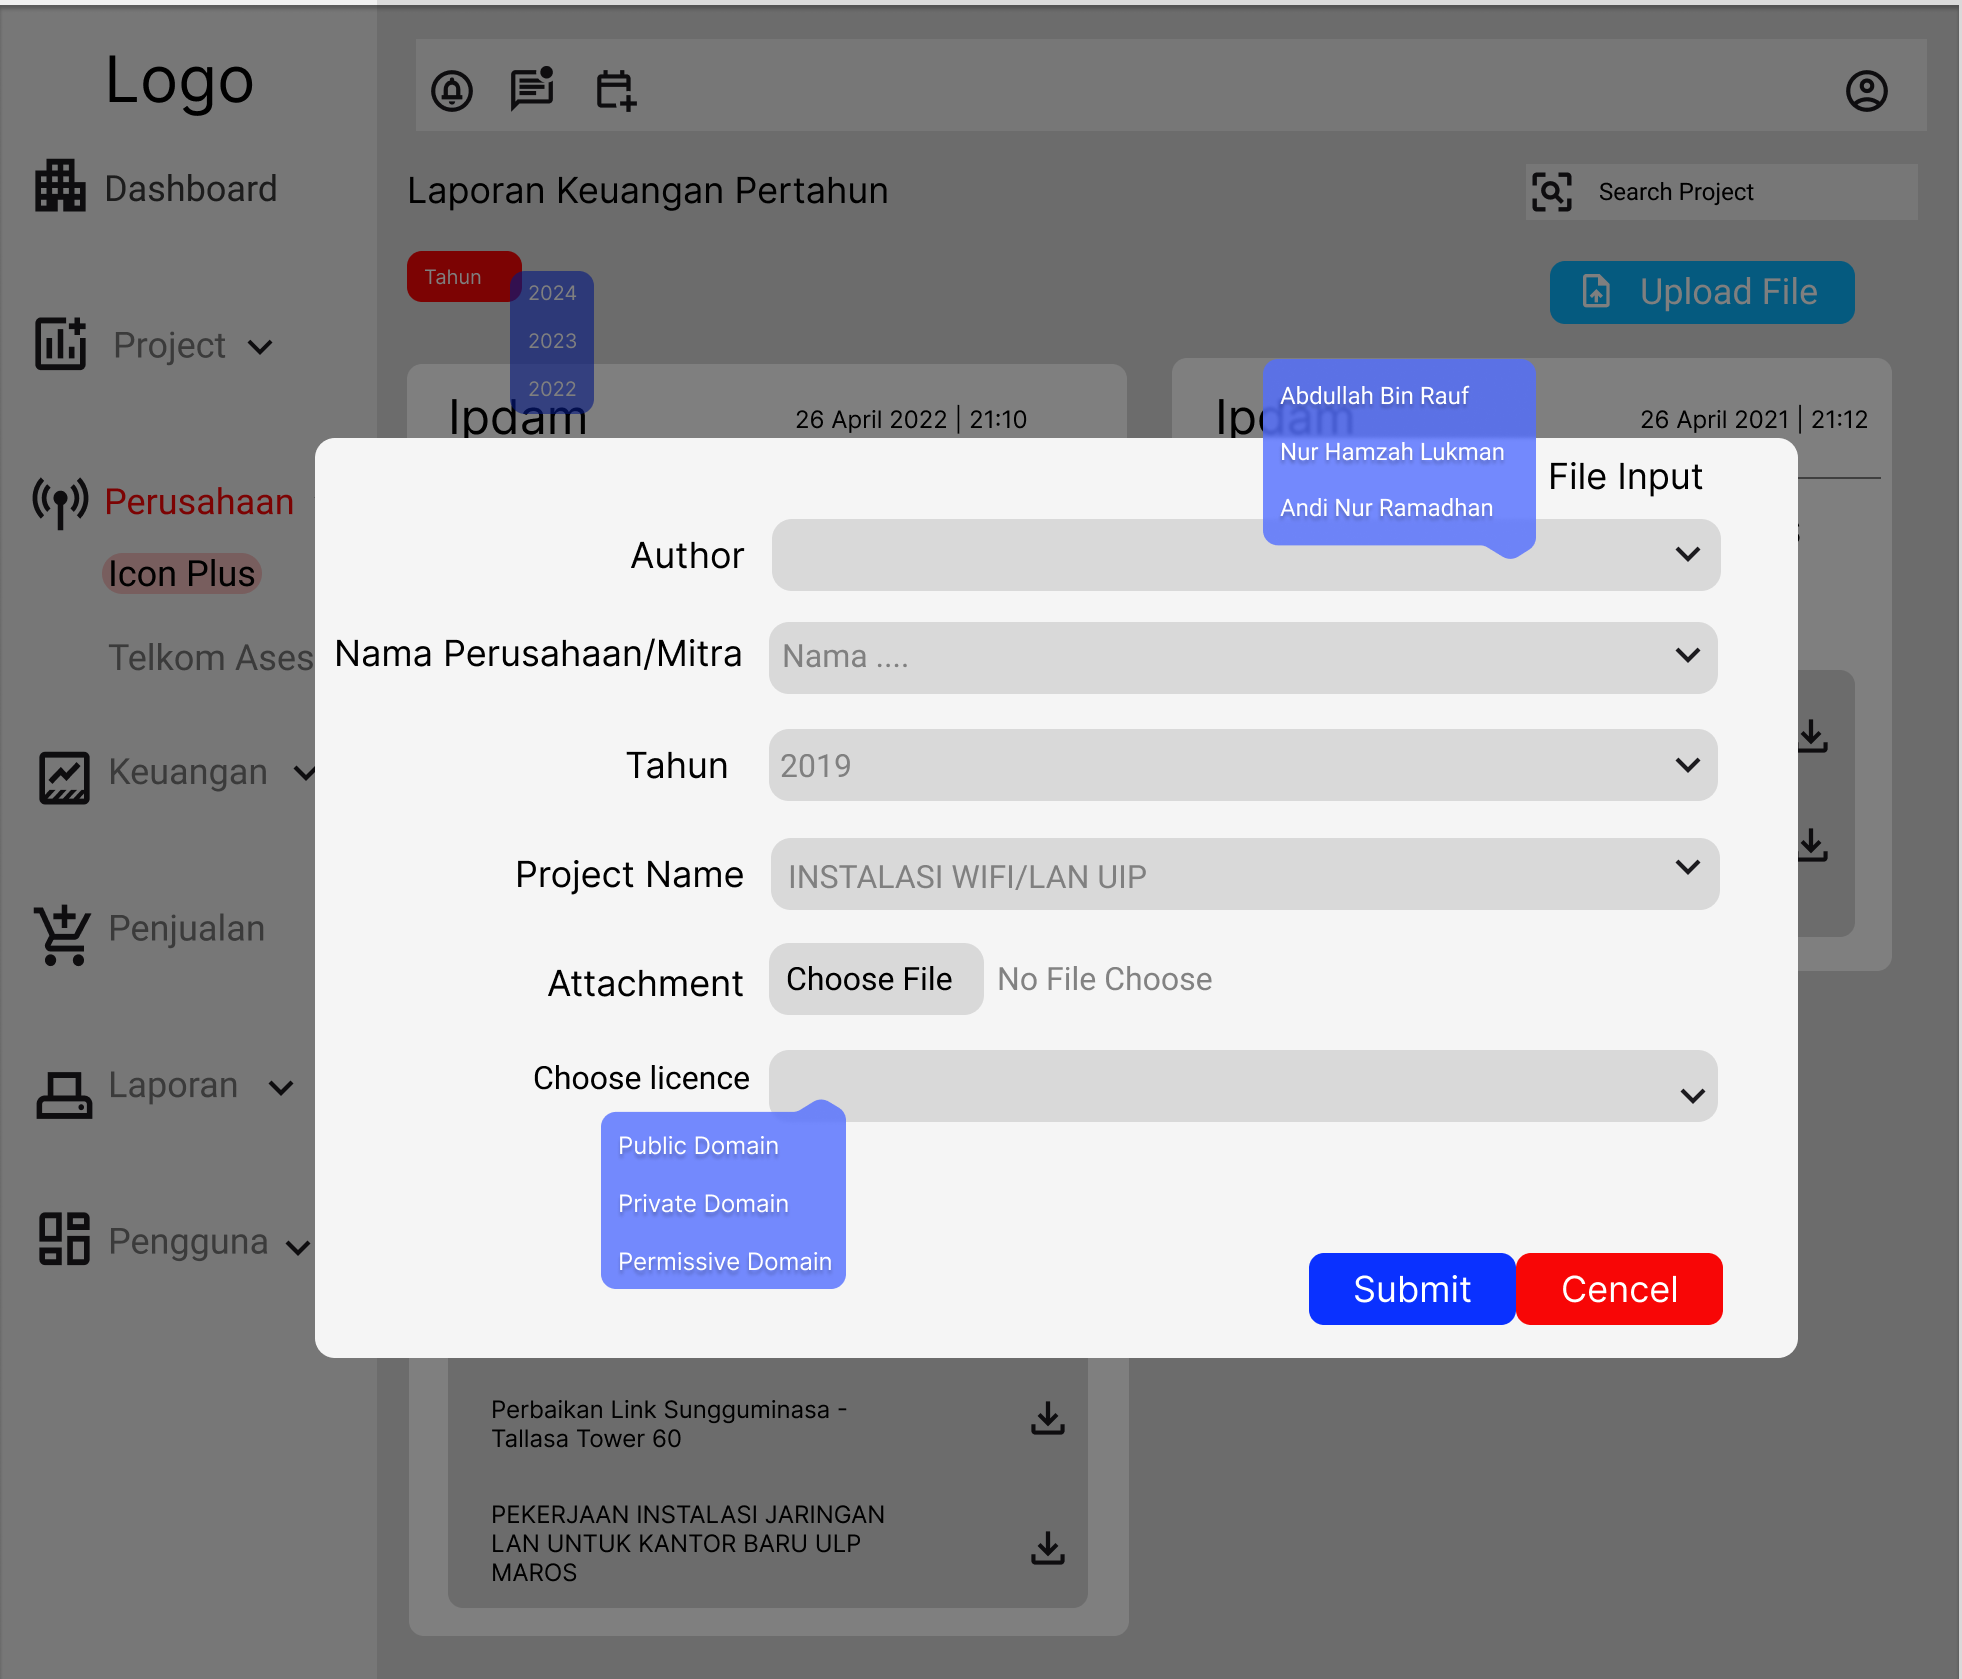 Logo
Dashboard
Project
Perusahaan
Icon Plus
Telkom Ases
Keuangan
Penjualan
Laporan
Pengguna
Laporan Keuangan Pertahun
Search Project
Tahun
2024
2023
2022
Upload File
Ipdam
26 April 2022 | 21:10
Ipdam
26 April 2021 | 21:12
Abdullah Bin Rauf
Nur Hamzah Lukman
Andi Nur Ramadhan
File Input
Author
Nama Perusahaan/Mitra
Nama ....
Tahun
2019
Project Name
INSTALASI WIFI/LAN UIP
Attachment
Choose File
No File Choose
Choose licence
Public Domain
Private Domain
Permissive Domain
Submit
Cencel
Perbaikan Link Sungguminasa -
Tallasa Tower 60
PEKERJAAN INSTALASI JARINGAN
LAN UNTUK KANTOR BARU ULP
MAROS